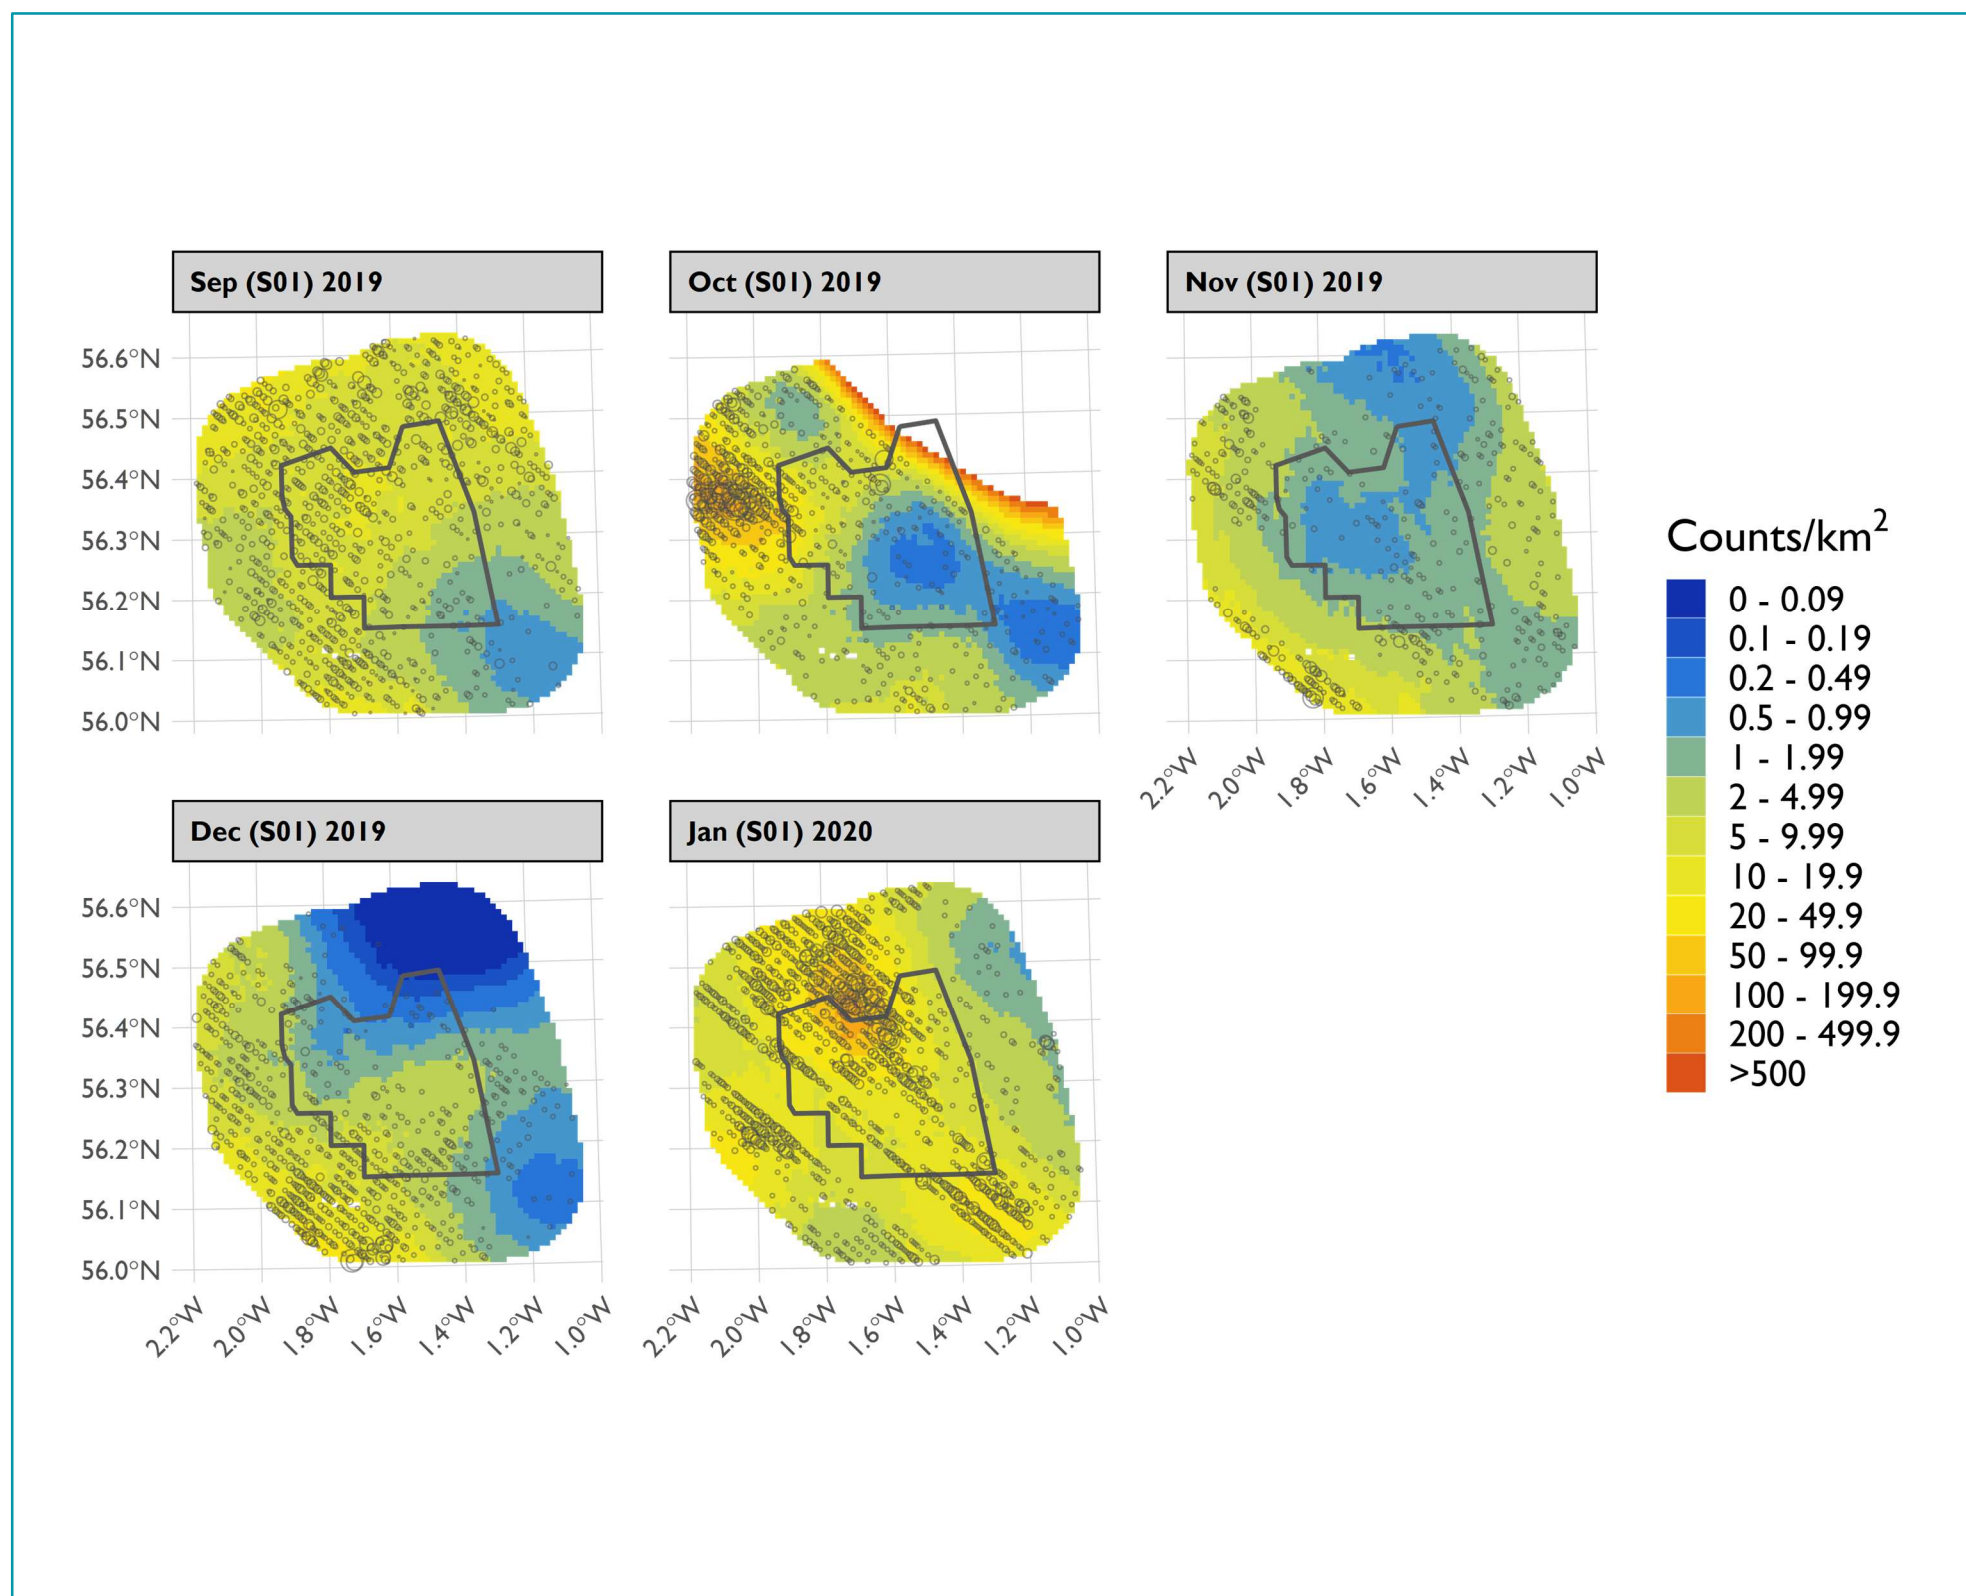 Sep (S01) 2019
Oct (S01) 2019
Nov (S01) 2019
56.6°N
56.5°N
56.4°N
56.3°N
56.2°N
56.1°N
56.0°N
2.2°W
2.0°W
1.8°W
1.6°W
1.4°W
1.2°W
1.0°W
Dec (S01) 2019
Jan (S01) 2020
56.6°N
56.5°N
56.4°N
56.3°N
56.2°N
56.1°N
56.0°N
2.2°W
2.0°W
1.8°W
1.6°W
1.4°W
1.2°W
1.0°W
2.2°W
2.0°W
1.8°W
1.6°W
1.4°W
1.2°W
1.0°W
Counts/km²
0 - 0.09
0.1 - 0.19
0.2 - 0.49
0.5 - 0.99
1 - 1.99
2 - 4.99
5 - 9.99
10 - 19.9
20 - 49.9
50 - 99.9
100 - 199.9
200 - 499.9
>500